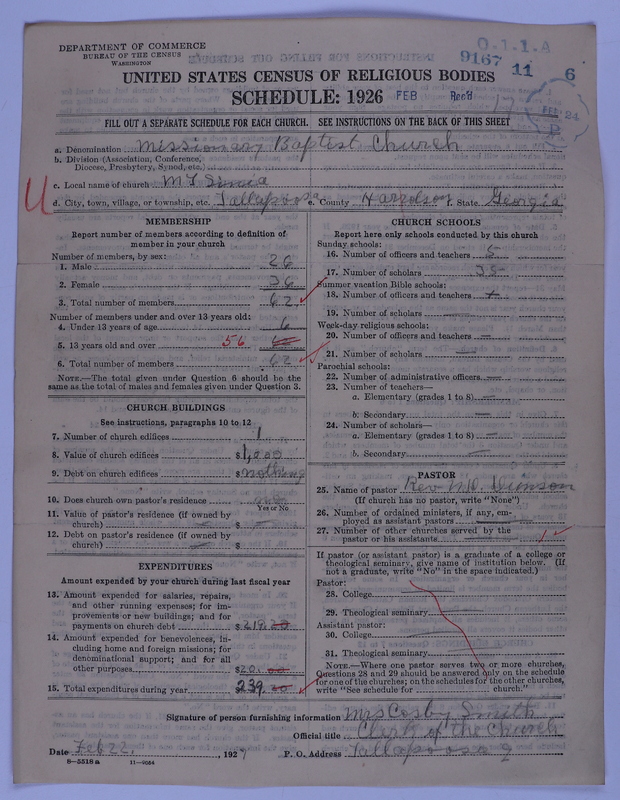 DEPARTMENT OF COMMERCE
BUREAU OF THE CENSUS
WASHINGTON
O.1.1.A
9167 11 6
UNITED STATES CENSUS OF RELIGIOUS BODIES
SCHEDULE: 1926 FEB Rec'd 17 FEB 24
P
FILL OUT A SEPARATE SCHEDULE FOR EACH CHURCH. SEE INSTRUCTIONS ON THE BACK OF THIS SHEET
a. Denomination Missionary Baptist Church
b. Division (Association, Conference, Diocese, Presbytery, Synod, etc.)
c. Local name of church Mt
d. City, town, village, or township, etc. Tallapoosa e. County Harrolson f. State Georgia
U
MEMBERSHIP
Report number of members according to definition of member in your church
Number of members, by sex:
1. Male 26
2. Female 36
3. Total number of members 62
Number of members under and over 13 years old:
4. Under 13 years of age 6
5. 13 years old and over 56
6. Total number of members 62
NOTE.—The total given under Question 6 should be the same as the total of males and females given under Question 3.
CHURCH BUILDINGS
See instructions, paragraphs 10 to 12
7. Number of church edifices 1
8. Value of church edifices $1,000
9. Debt on church edifices $ nothing
10. Does church own pastor's residence
Yes or No
11. Value of pastor's residence (if owned by church) — $ —
12. Debt on pastor's residence (if owned by church) — $
EXPENDITURES
Amount expended by your church during last fiscal year
13. Amount expended for salaries, repairs, and other running expenses; for improvements or new buildings; and for payments on church debt $219.20
14. Amount expended for benevolences, including home and foreign missions; for denominational support; and for all other purposes $20.00
15. Total expenditures during year 239.20
CHURCH SCHOOLS
Report here only schools conducted by this church
Sunday schools:
16. Number of officers and teachers 5
17. Number of scholars 38
Summer vacation Bible schools:
18. Number of officers and teachers
19. Number of scholars —
Week-day religious schools:
20. Number of officers and teachers —
21. Number of scholars —
Parochial schools:
22. Number of administrative officers —
23. Number of teachers—
a. Elementary (grades 1 to 8) —
b. Secondary —
24. Number of scholars—
a. Elementary (grades 1 to 8) —
b. Secondary —
PASTOR
25. Name of pastor Rev M.D.
(If church has no pastor, write "None")
26. Number of ordained ministers, if any, employed as assistant pastors
27. Number of other churches served by the pastor or his assistants
If pastor (or assistant pastor) is a graduate of a college or theological seminary, give name of institution below. (If not a graduate, write "No" in the space indicated.)
Pastor:
28. College
29. Theological seminary
Assistant pastor:
30. College
31. Theological seminary
NOTE.—Where one pastor serves two or more churches, Questions 28 and 29 should be answered only on the schedule for one of the churches; on the schedules for the other churches, write "See schedule for church."
Signature of person furnishing information Mrs Cosby Smith
Official title Clerk of the Church
Date Feb 22, 1927 P. O. Address Tallapoosa g
8—5518 a 11—9064